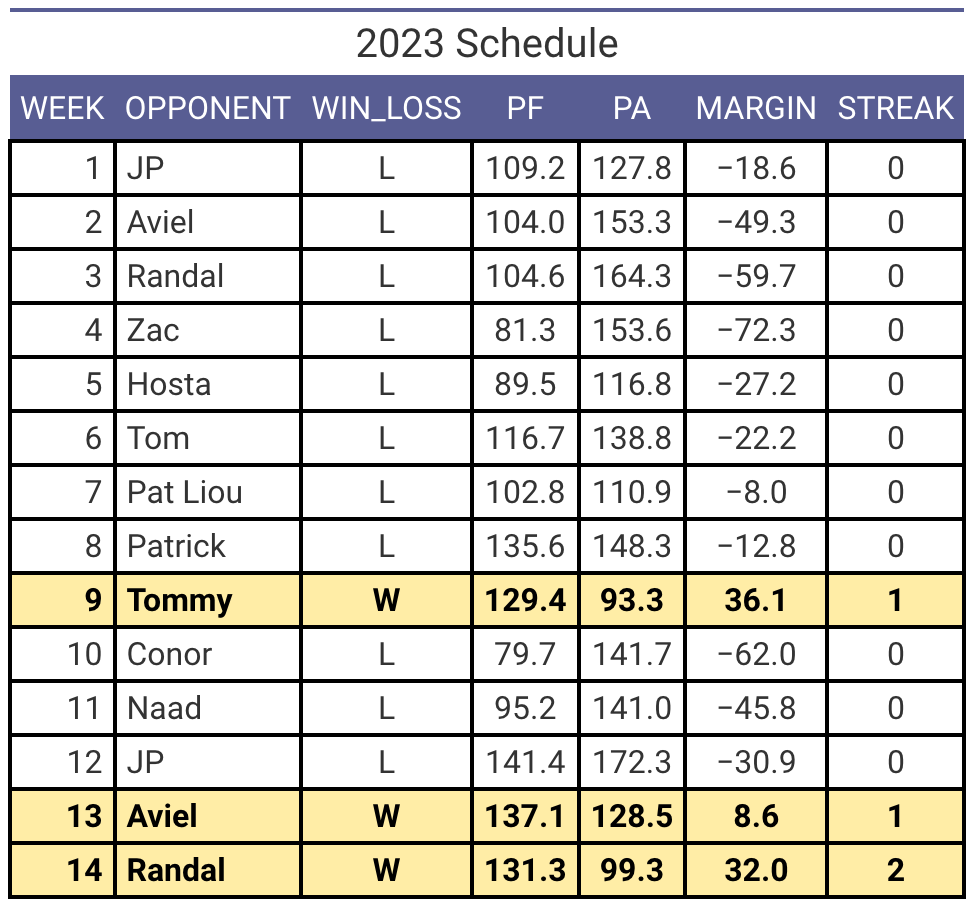 2023 Schedule
WEEK OPPONENT WIN_LOSS PF PA MARGIN STREAK
1 JP L 109.2 127.8 −18.6 0
2 Aviel L 104.0 153.3 −49.3 0
3 Randal L 104.6 164.3 −59.7 0
4 Zac L 81.3 153.6 −72.3 0
5 Hosta L 89.5 116.8 −27.2 0
6 Tom L 116.7 138.8 −22.2 0
7 Pat Liou L 102.8 110.9 −8.0 0
8 Patrick L 135.6 148.3 −12.8 0
9 Tommy W 129.4 93.3 36.1 1
10 Conor L 79.7 141.7 −62.0 0
11 Naad L 95.2 141.0 −45.8 0
12 JP L 141.4 172.3 −30.9 0
13 Aviel W 137.1 128.5 8.6 1
14 Randal W 131.3 99.3 32.0 2